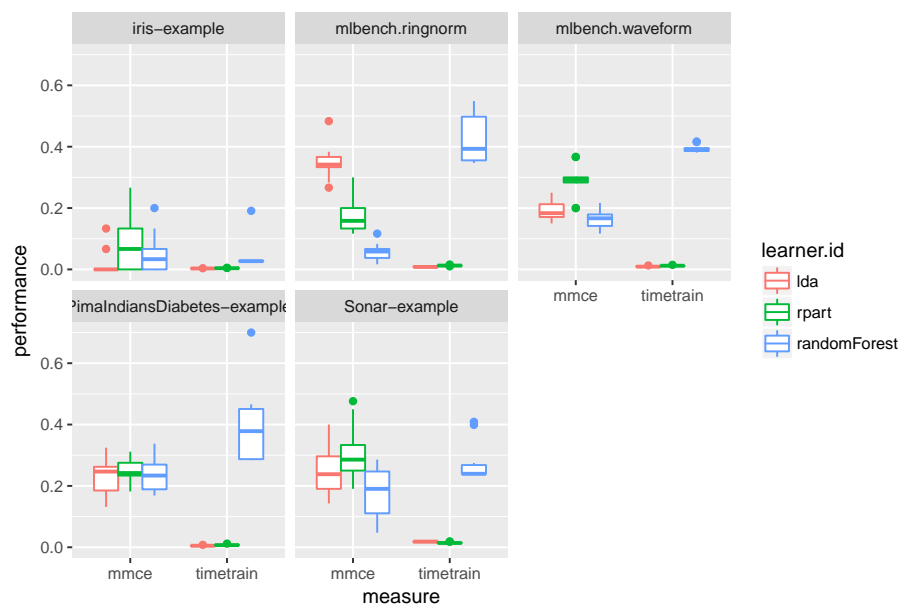 iris−example
mlbench.ringnorm
mlbench.waveform
0.6
0.4
0.2
0.0
mmce
timetrain
PimaIndiansDiabetes−example
Sonar−example
0.6
0.4
0.2
0.0
mmce
timetrain
mmce
timetrain
performance
measure
learner.id
lda
rpart
randomForest